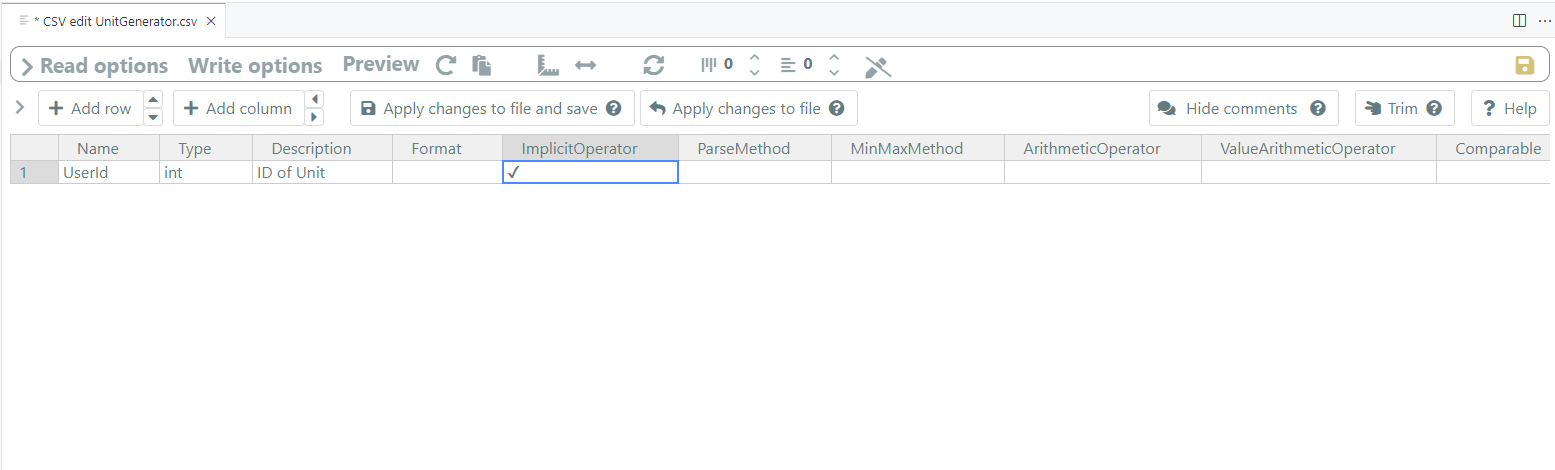 * CSV edit UnitGenerator.csv
Read options Write options Preview 0 0
Add row Add column Apply changes to file and save ? Apply changes to file ? Hide comments ? Trim ? ? Help
Name Type Description Format ImplicitOperator ParseMethod MinMaxMethod ArithmeticOperator ValueArithmeticOperator Comparable
1 UserId int ID of Unit ✓